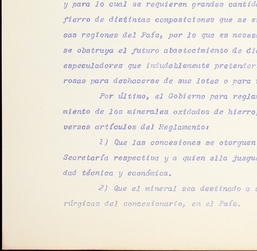 y para lo cual se requieren grandes cantid
fierro de distintas composiciones que se e
sas regiones del País, por lo que es neces
se obstruya el futuro abastecimiento de di
especuladores que indudablemente pretender
rosas para deshacerse de sus lotes o para
Por último, el Gobierno para regla
miento de los minerales oxidados de hierro,
versos artículos del Reglamento:
1) Que las concesiones se otorguen
Secretaría respectiva y a quien ella juzgu
dad técnica y económica.
2) Que el mineral sea destinado a
rúrgicas del concesionario, en el País.